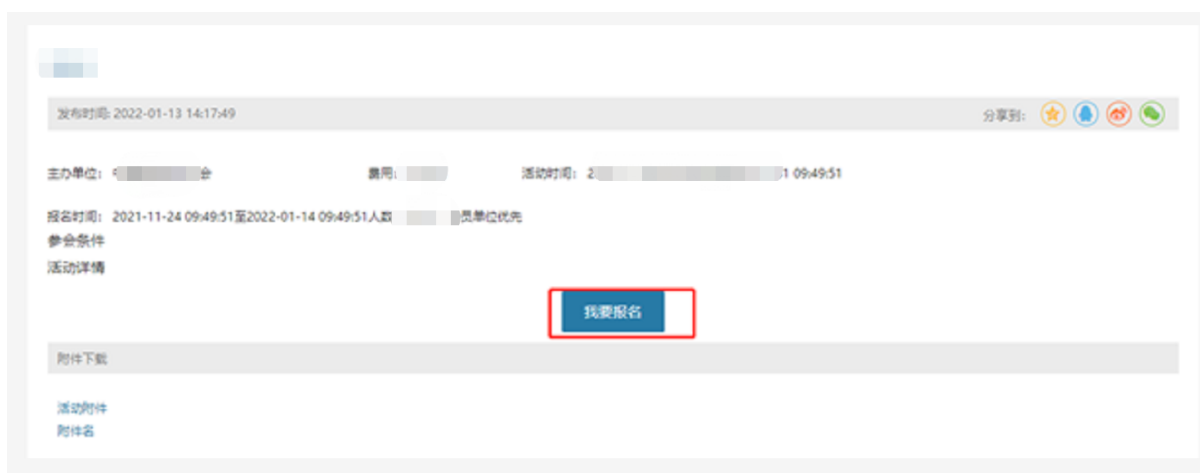 发布时间: 2022-01-13 14:17:49 分享到：
主办单位： 会 费用: 活动时间： 2 1 09:49:51
报名时间： 2021-11-24 09:49:51至2022-01-14 09:49:51人数 员单位优先
参会条件
活动详情
我要报名
附件下载
活动附件
附件名